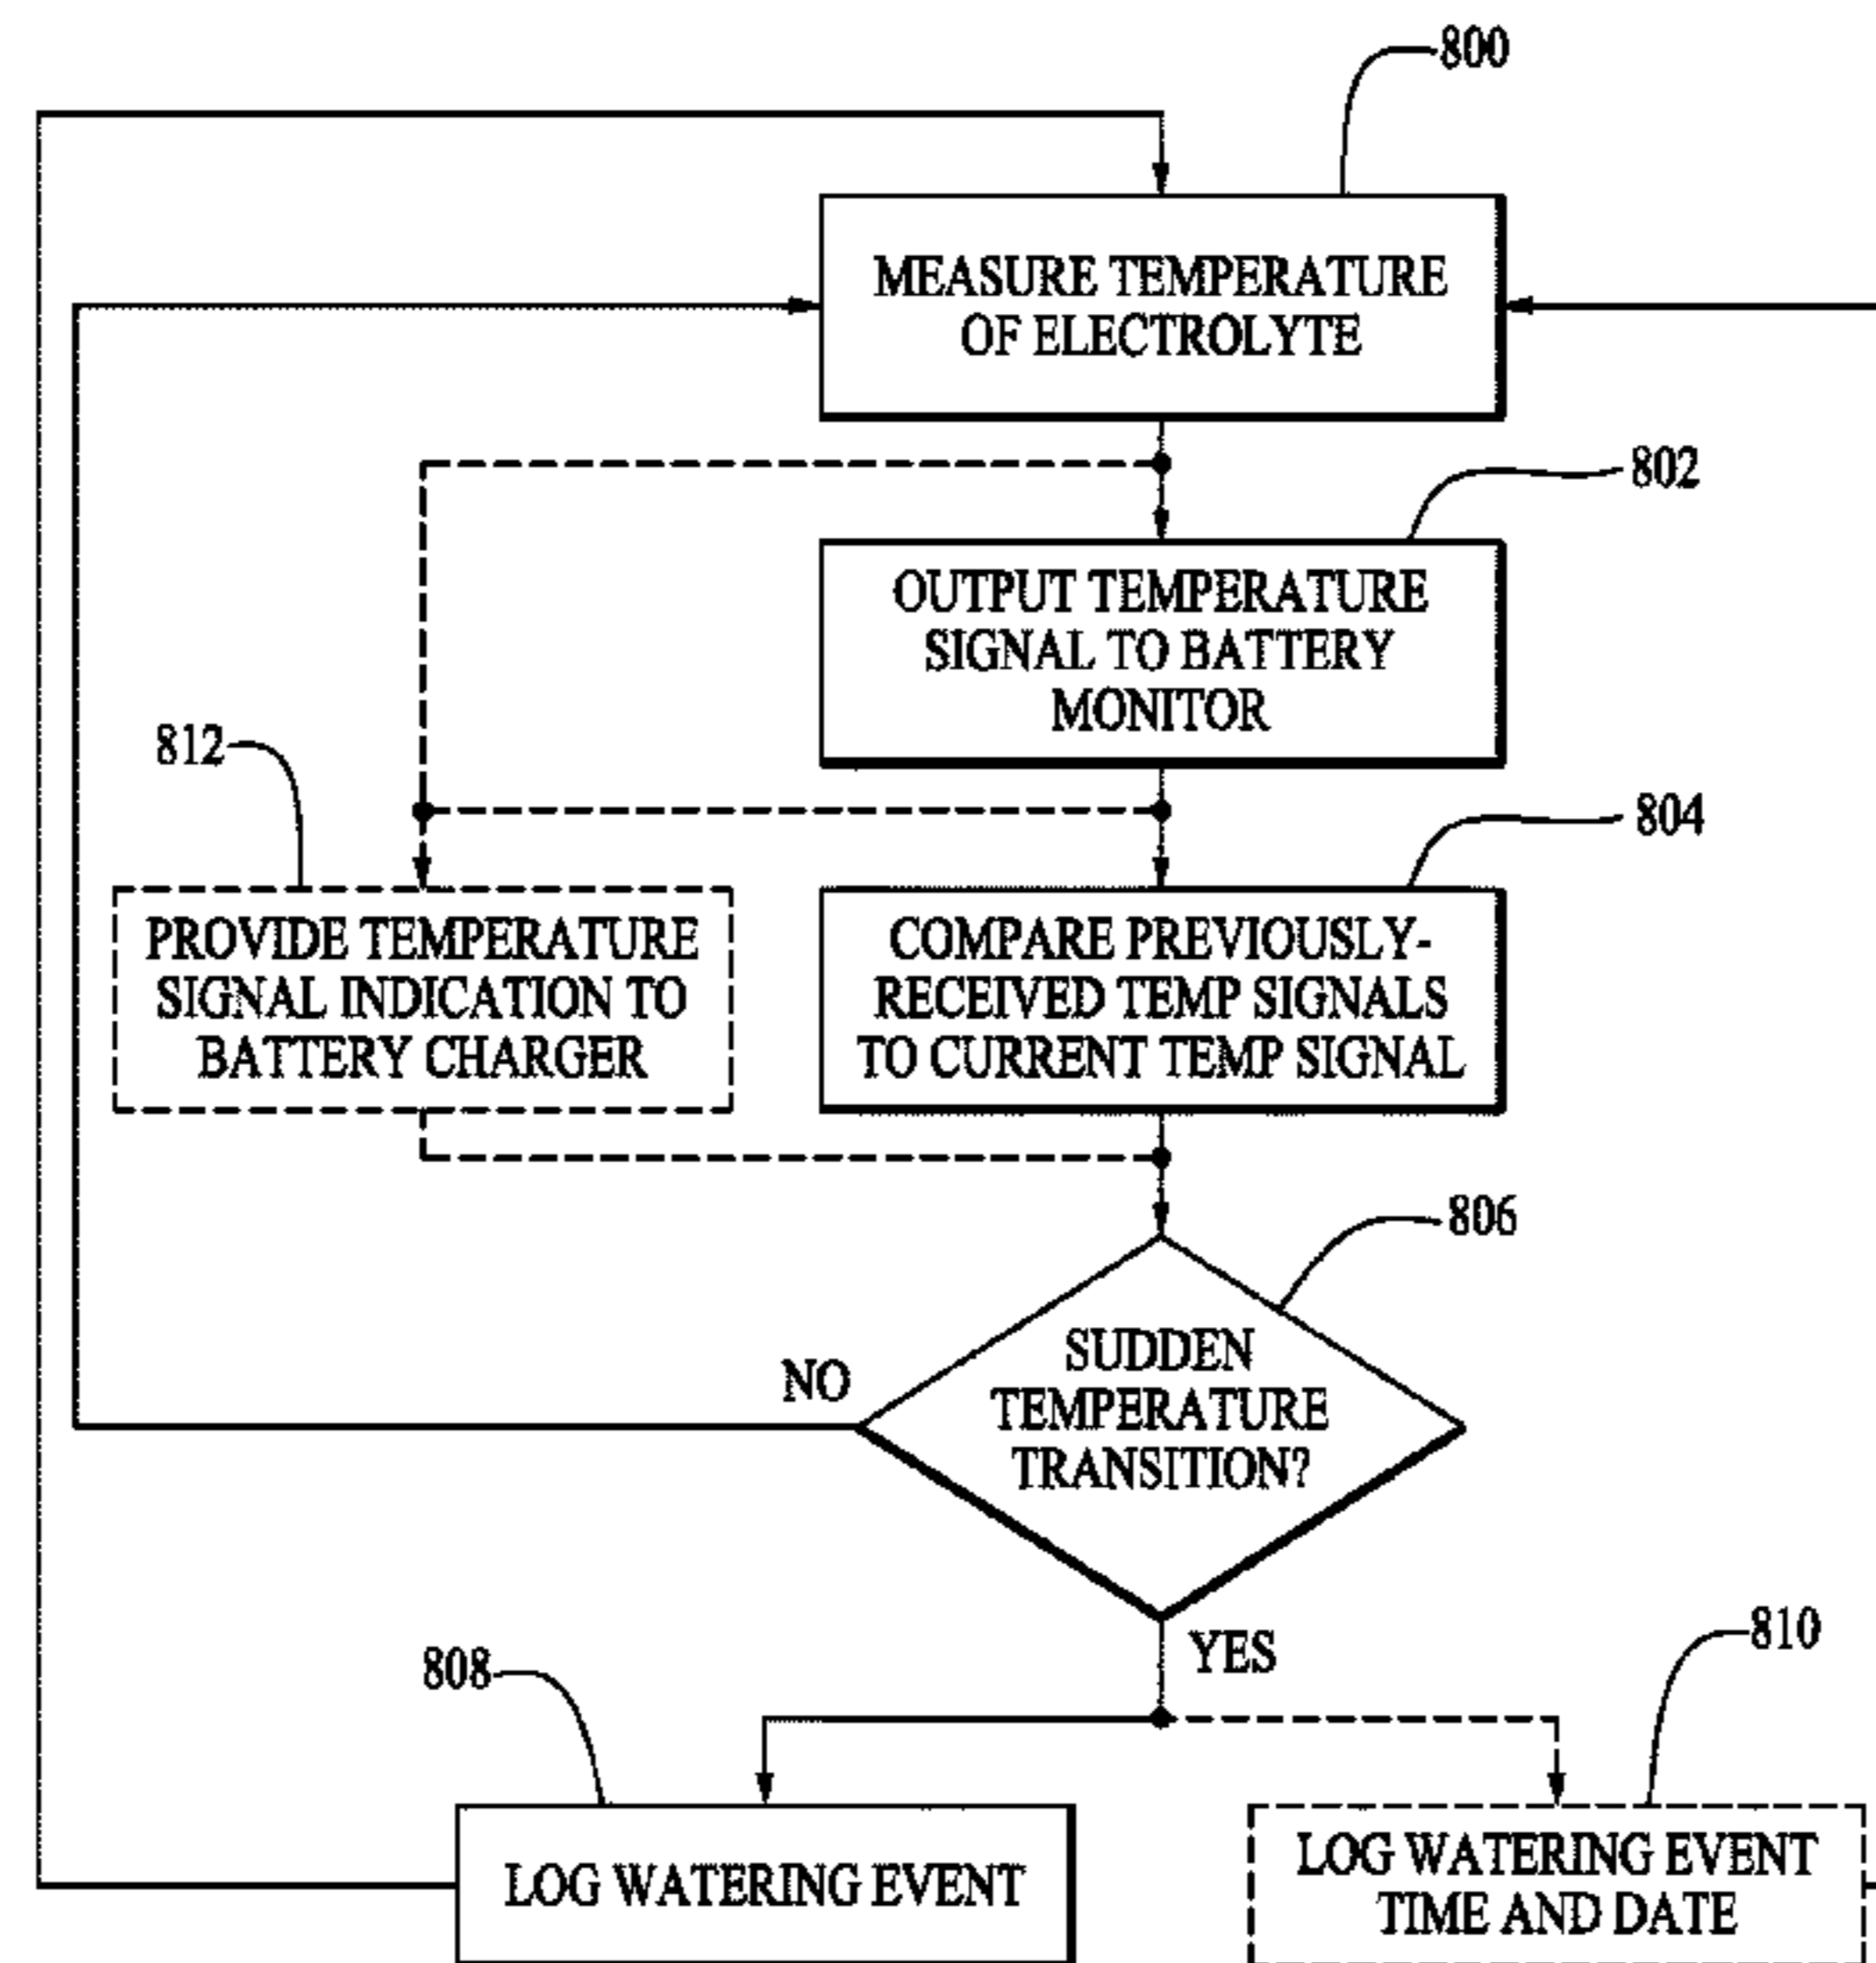 800
MEASURE TEMPERATURE
OF ELECTROLYTE
802
OUTPUT TEMPERATURE
SIGNAL TO BATTERY
MONITOR
812
804
PROVIDE TEMPERATURE
SIGNAL INDICATION TO
BATTERY CHARGER
COMPARE PREVIOUSLY-
RECEIVED TEMP SIGNALS
TO CURRENT TEMP SIGNAL
806
NO
SUDDEN
TEMPERATURE
TRANSITION?
YES
808
810
LOG WATERING EVENT
LOG WATERING EVENT
TIME AND DATE